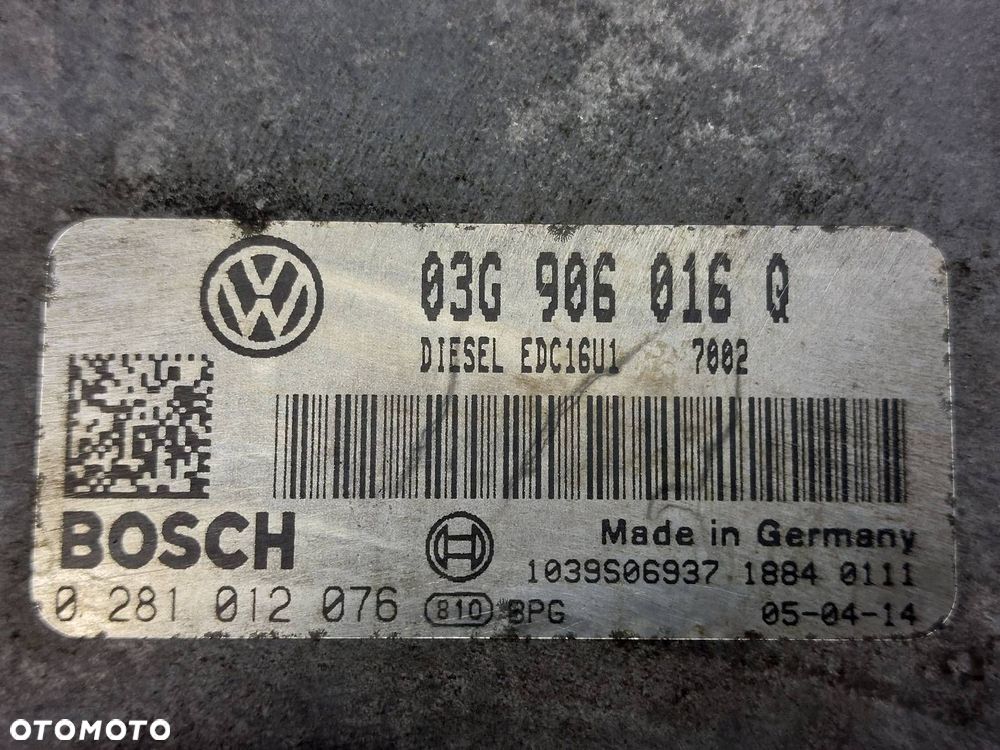 03G 906 016 Q
DIESEL EDC16U1 7002
BOSCH
Made in Germany
1039S06937 1884 0111
0 281 012 076 810 BPG 05-04-14
OTOMOTO